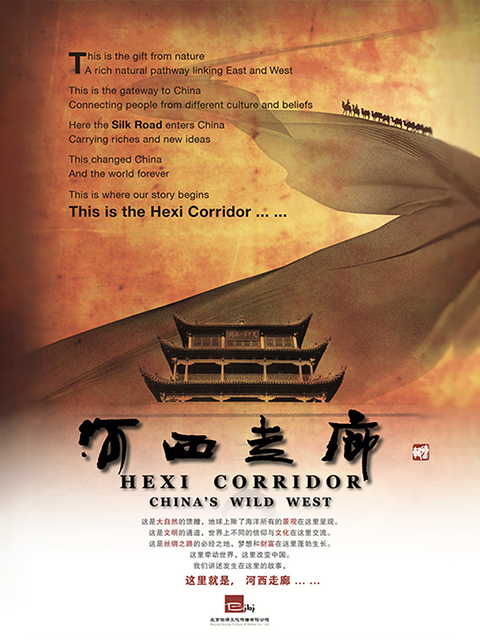 This is the gift from nature
A rich natural pathway linking East and West
This is the gateway to China
Connecting people from different culture and beliefs
Here the Silk Road enters China
Carrying riches and new ideas
This changed China
And the world forever
This is where our story begins
This is the Hexi Corridor ... ...
河西走廊
HEXI CORRIDOR
CHINA'S WILD WEST
这是大自然的馈赠，地球上除了海洋所有的景观在这里呈现。
这是文明的通道，世界上不同的信仰与文化在这里交流。
这是丝绸之路的必经之地，梦想和财富在这里蓬勃生长。
这里牵动世界，这里改变中国。
我们讲述发生在这里的故事，
这里就是，河西走廊 ... ...